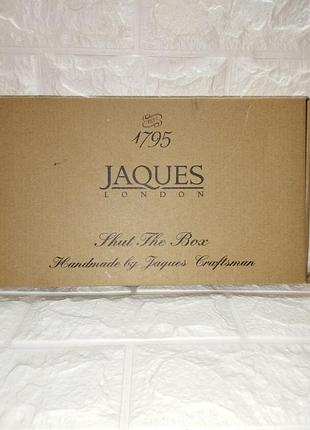 1795
JAQUES
LONDON
Shut The Box
Handmade by Jaques Craftsman